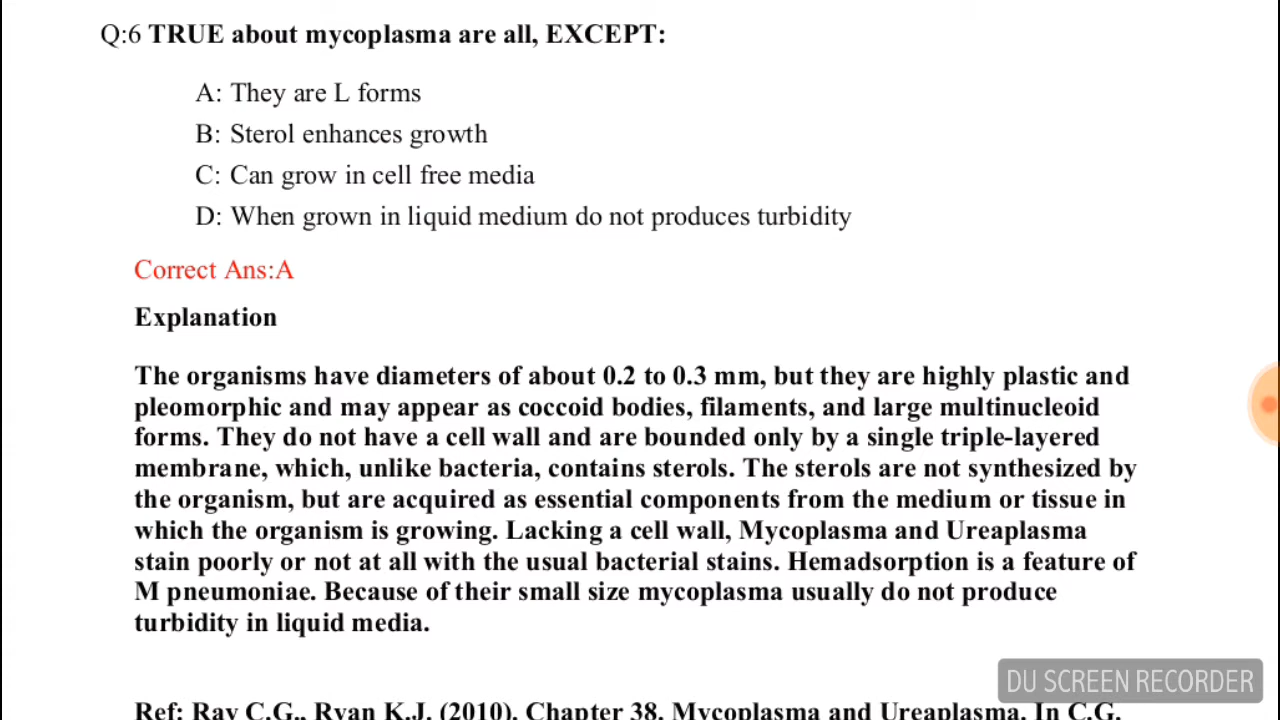 Q:6 TRUE about mycoplasma are all, EXCEPT:
A: They are L forms
B: Sterol enhances growth
C: Can grow in cell free media
D: When grown in liquid medium do not produces turbidity
Correct Ans:A
Explanation
The organisms have diameters of about 0.2 to 0.3 mm, but they are highly plastic and
pleomorphic and may appear as coccoid bodies, filaments, and large multinucleoid
forms. They do not have a cell wall and are bounded only by a single triple-layered
membrane, which, unlike bacteria, contains sterols. The sterols are not synthesized by
the organism, but are acquired as essential components from the medium or tissue in
which the organism is growing. Lacking a cell wall, Mycoplasma and Ureaplasma
stain poorly or not at all with the usual bacterial stains. Hemadsorption is a feature of
M pneumoniae. Because of their small size mycoplasma usually do not produce
turbidity in liquid media.
DU SCREEN RECORDER
Ref: Ray C.G., Ryan K.J. (2010). Chapter 38. Mycoplasma and Ureaplasma. In C.G.